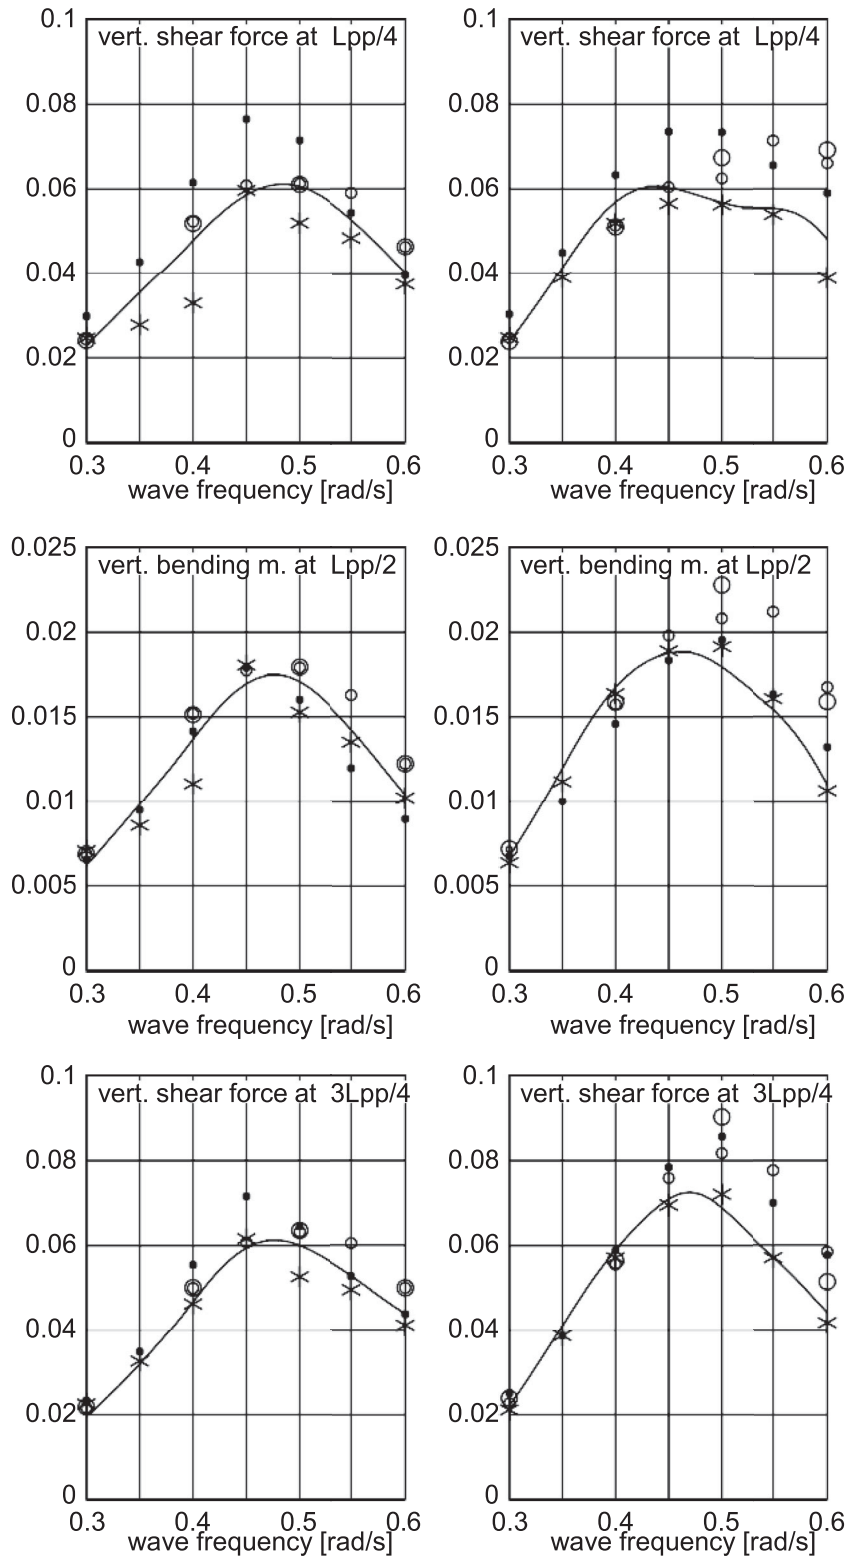 0.1 vert. shear force at Lpp/4
0.08
0.06
0.04
0.02
0
0.3 0.4 0.5 0.6
wave frequency [rad/s]
0.1 vert. shear force at Lpp/4
0.08
0.06
0.04
0.02
0
0.3 0.4 0.5 0.6
wave frequency [rad/s]
0.025 vert. bending m. at Lpp/2
0.02
0.015
0.01
0.005
0
0.3 0.4 0.5 0.6
wave frequency [rad/s]
0.025 vert. bending m. at Lpp/2
0.02
0.015
0.01
0.005
0
0.3 0.4 0.5 0.6
wave frequency [rad/s]
0.1 vert. shear force at 3Lpp/4
0.08
0.06
0.04
0.02
0
0.3 0.4 0.5 0.6
wave frequency [rad/s]
0.1 vert. shear force at 3Lpp/4
0.08
0.06
0.04
0.02
0
0.3 0.4 0.5 0.6
wave frequency [rad/s]